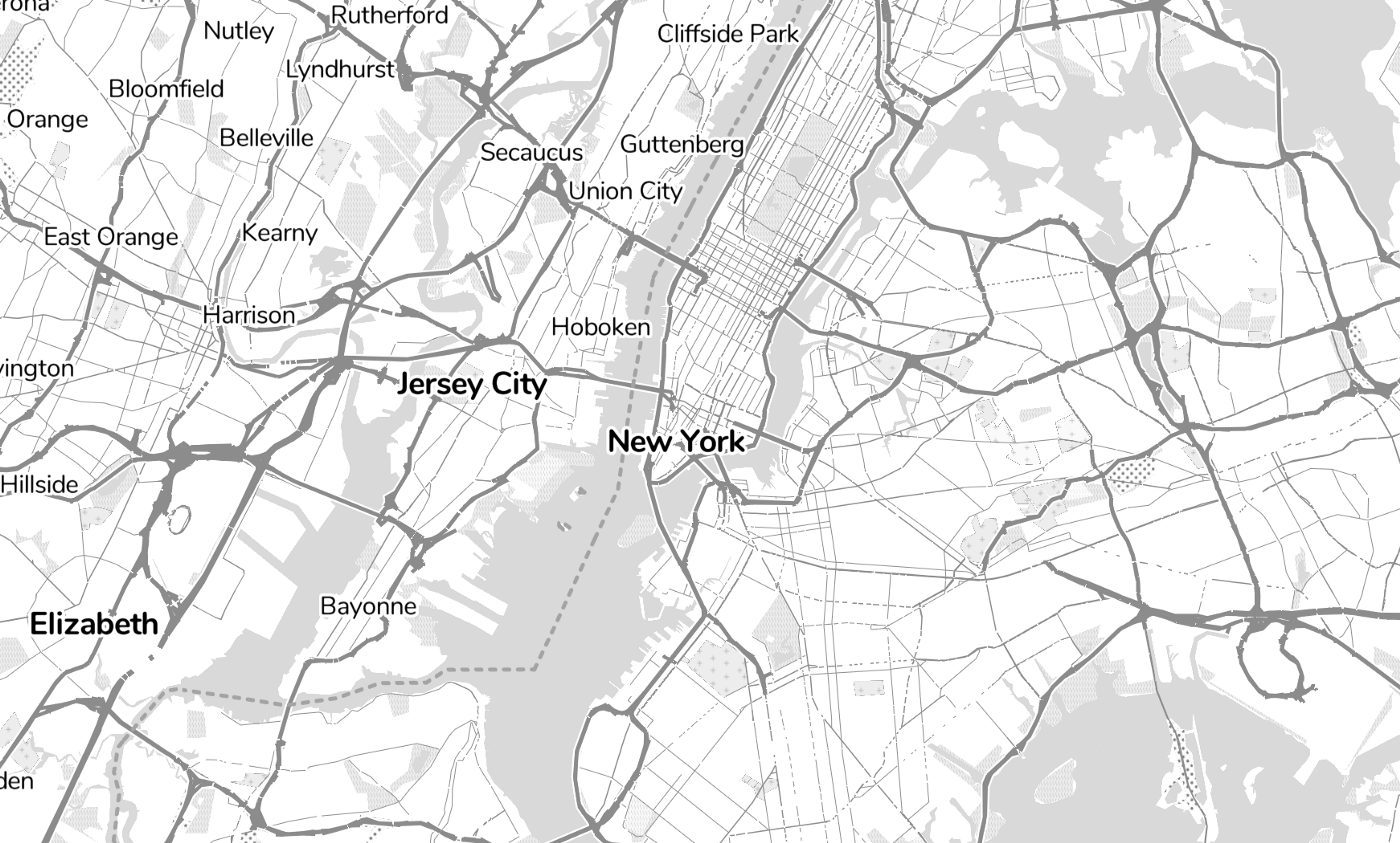 Rutherford
Nutley
Cliffside Park
Lyndhurst
Bloomfield
Orange
Belleville
Guttenberg
Secaucus
Union City
East Orange
Kearny
Harrison
Hoboken
Jersey City
New York
Hillside
Bayonne
Elizabeth